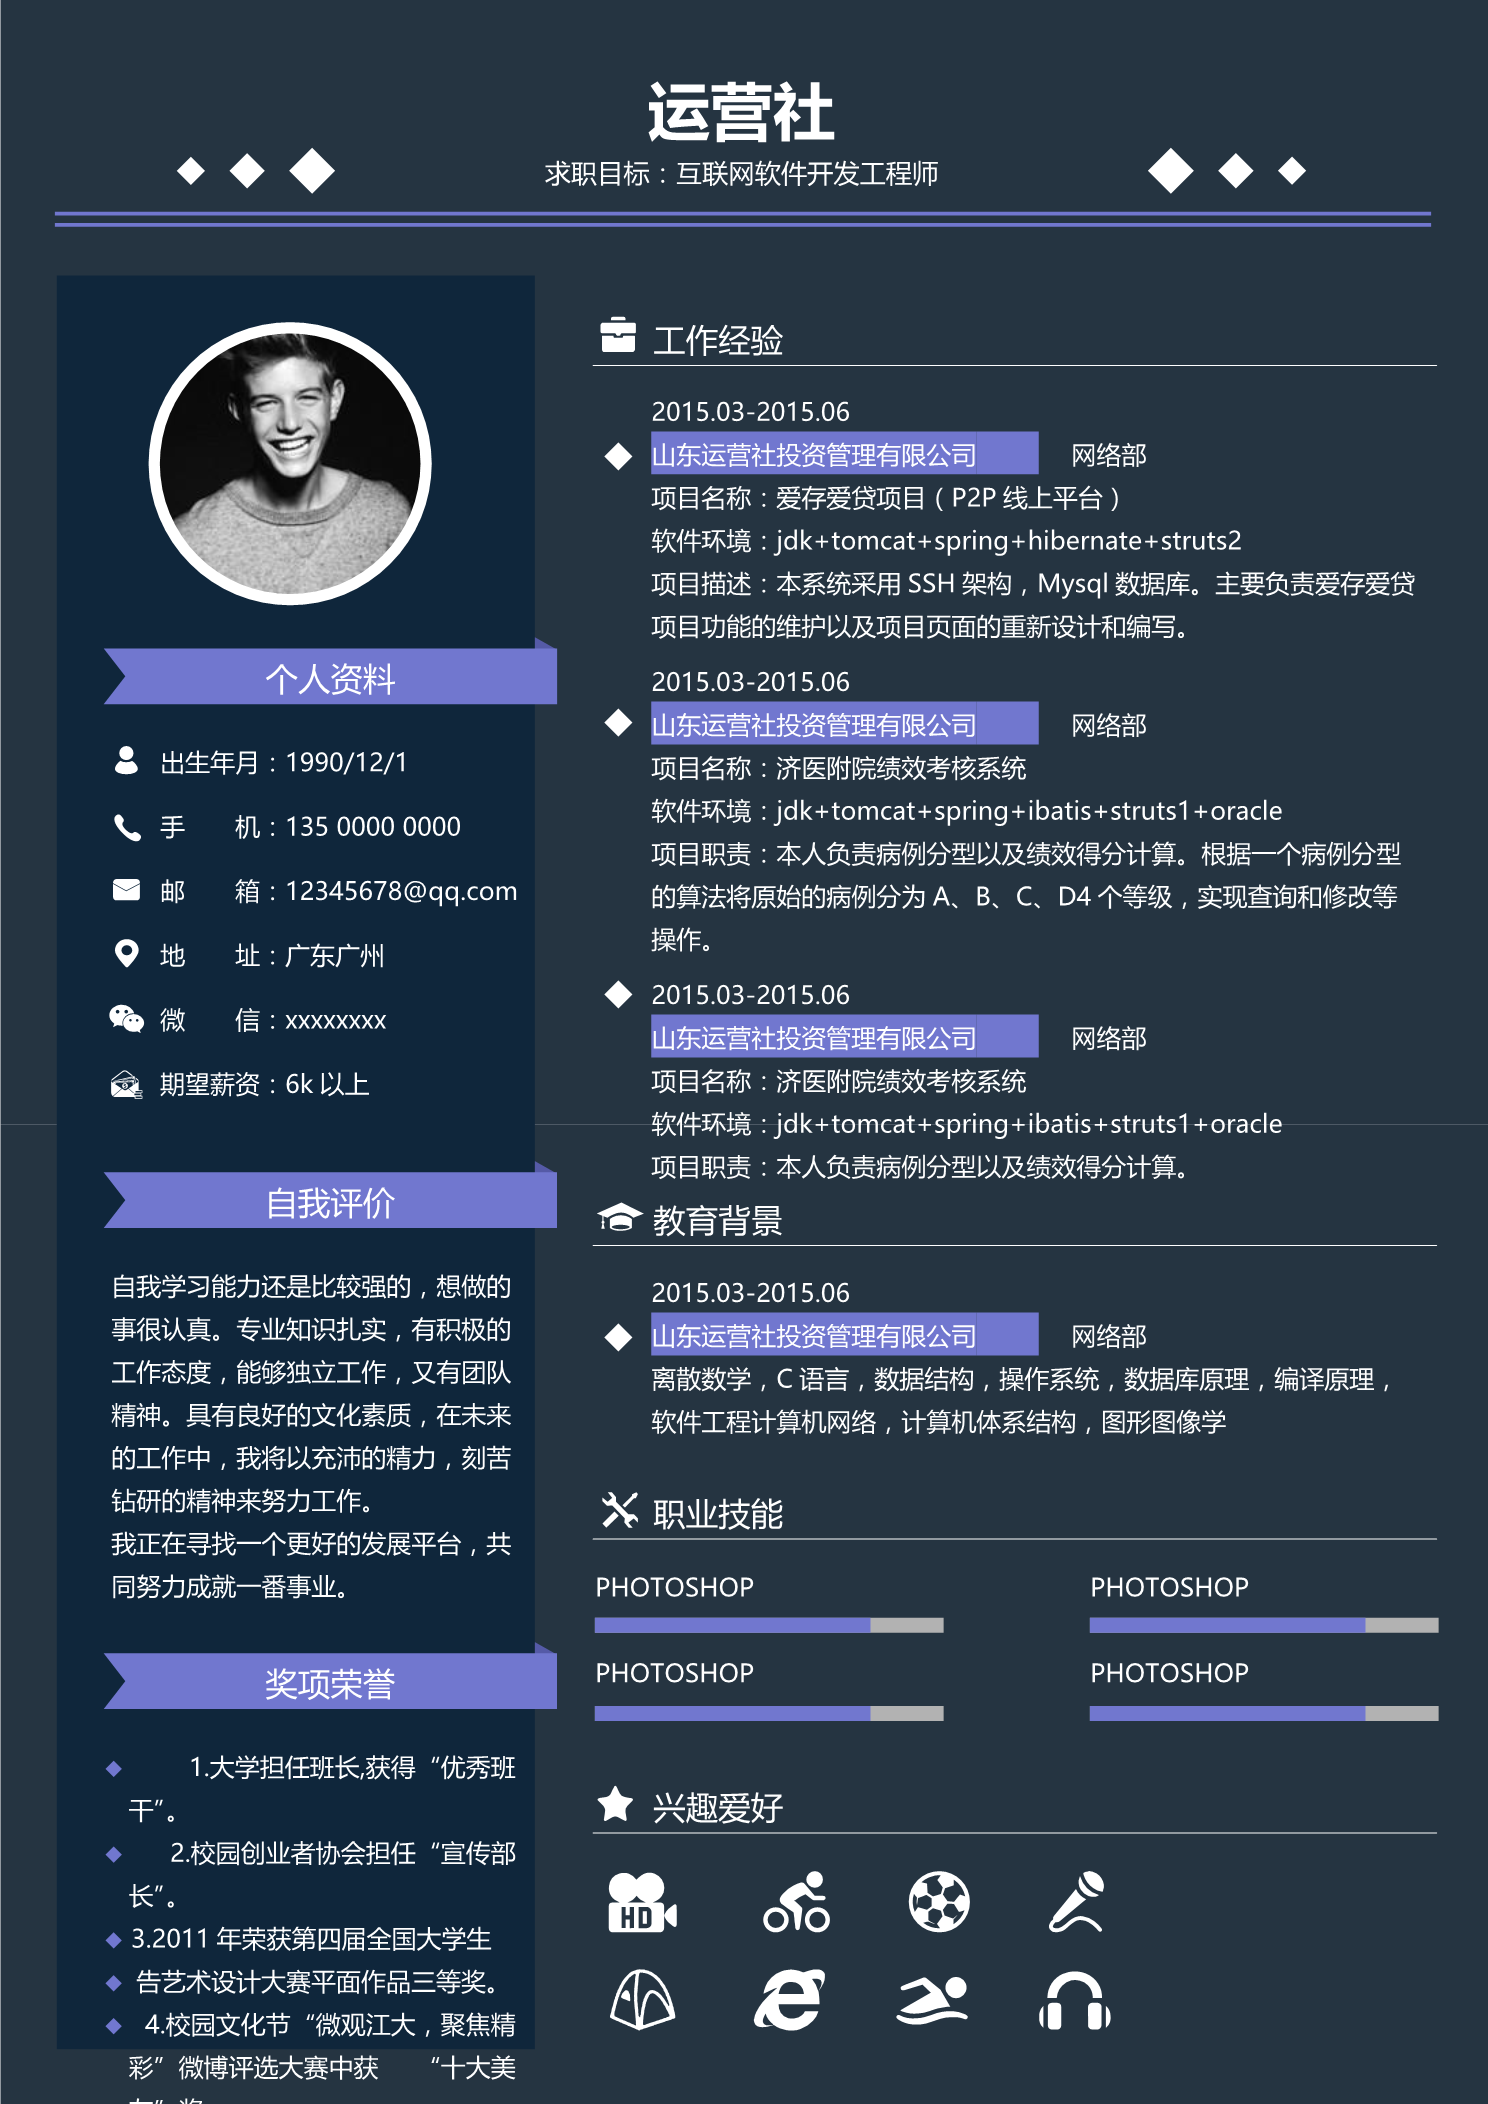 运营社
求职目标：互联网软件开发工程师
个人资料
出生年月：1990/12/1
手　　机：135 0000 0000
邮　　箱：12345678@qq.com
地　　址：广东广州
微　　信：xxxxxxxx
期望薪资：6k 以上
自我评价
自我学习能力还是比较强的，想做的
事很认真。专业知识扎实，有积极的
工作态度，能够独立工作，又有团队
精神。具有良好的文化素质，在未来
的工作中，我将以充沛的精力，刻苦
钻研的精神来努力工作。
我正在寻找一个更好的发展平台，共
同努力成就一番事业。
奖项荣誉
1.大学担任班长,获得“优秀班
干”。
2.校园创业者协会担任“宣传部
长”。
3.2011 年荣获第四届全国大学生
告艺术设计大赛平面作品三等奖。
4.校园文化节“微观江大，聚焦精
彩”微博评选大赛中获　　“十大美
工作经验
2015.03-2015.06
山东运营社投资管理有限公司　　网络部
项目名称：爱存爱贷项目（P2P 线上平台）
软件环境：jdk+tomcat+spring+hibernate+struts2
项目描述：本系统采用 SSH 架构，Mysql 数据库。主要负责爱存爱贷
项目功能的维护以及项目页面的重新设计和编写。
2015.03-2015.06
山东运营社投资管理有限公司　　网络部
项目名称：济医附院绩效考核系统
软件环境：jdk+tomcat+spring+ibatis+struts1+oracle
项目职责：本人负责病例分型以及绩效得分计算。根据一个病例分型
的算法将原始的病例分为 A、B、C、D4 个等级，实现查询和修改等
操作。
2015.03-2015.06
山东运营社投资管理有限公司　　网络部
项目名称：济医附院绩效考核系统
软件环境：jdk+tomcat+spring+ibatis+struts1+oracle
项目职责：本人负责病例分型以及绩效得分计算。
教育背景
2015.03-2015.06
山东运营社投资管理有限公司　　网络部
离散数学，C 语言，数据结构，操作系统，数据库原理，编译原理，
软件工程计算机网络，计算机体系结构，图形图像学
职业技能
PHOTOSHOP
PHOTOSHOP
PHOTOSHOP
PHOTOSHOP
兴趣爱好
HD